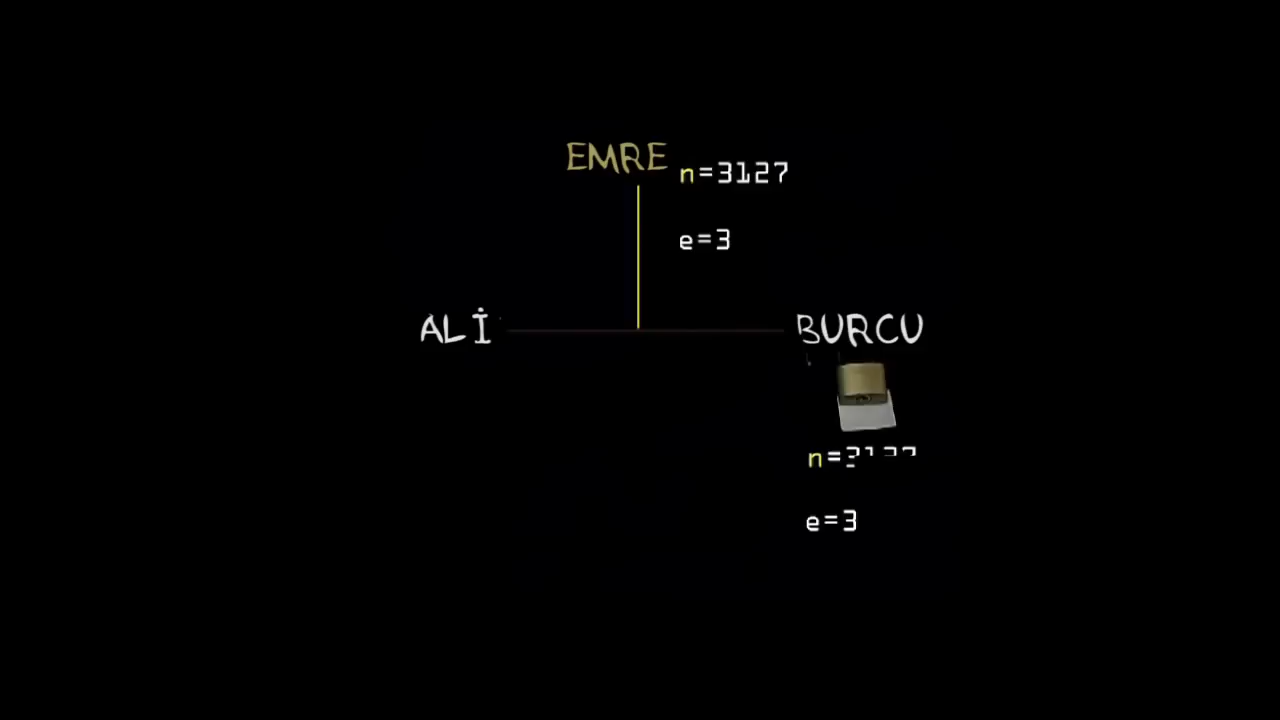 EMRE
n=3127
e=3
ALİ
BURCU
e=3